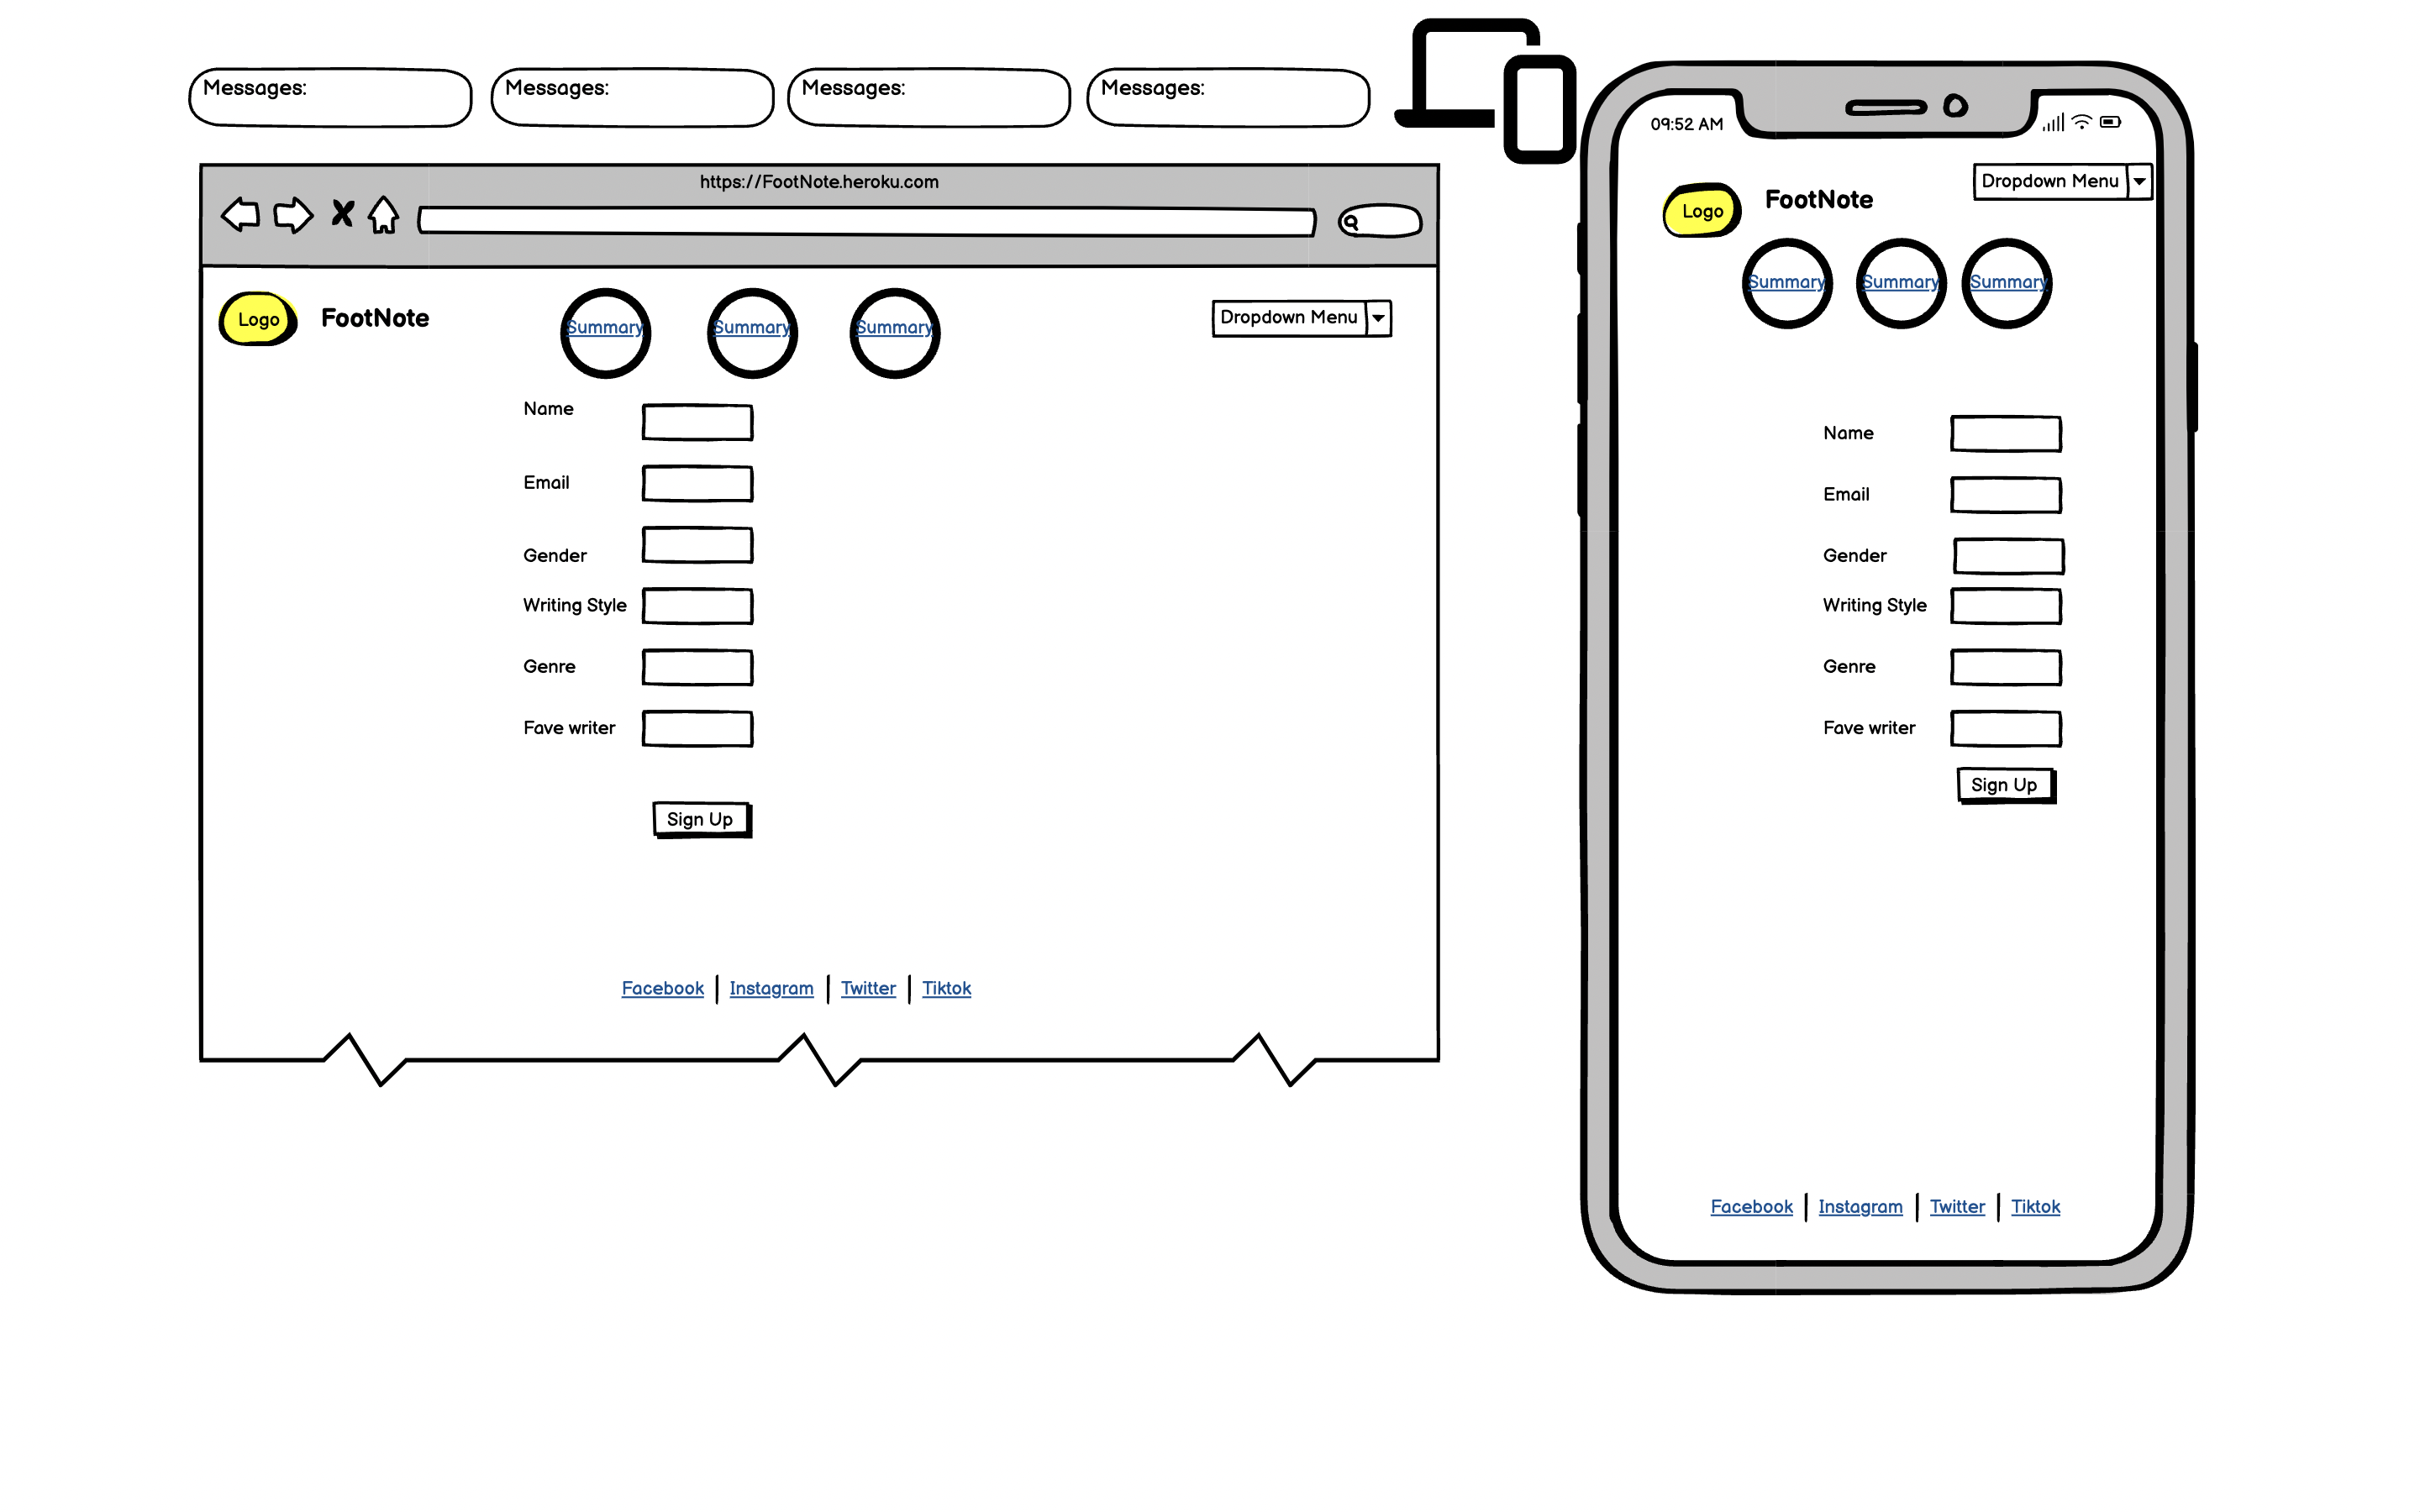 Messages: Messages: Messages: Messages:
https://FootNote.heroku.com
Logo FootNote Summary Summary Summary Dropdown Menu
Name
Email
Gender
Writing Style
Genre
Fave writer
Sign Up
Facebook Instagram Twitter Tiktok
09:52 AM
Dropdown Menu
Logo FootNote
Summary Summary Summary
Name
Email
Gender
Writing Style
Genre
Fave writer
Sign Up
Facebook Instagram Twitter Tiktok